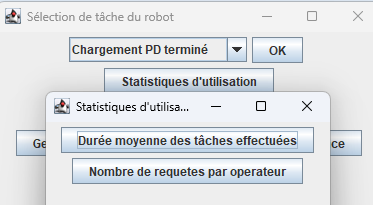 Sélection de tâche du robot
Chargement PD terminé
OK
Statistiques d'utilisation
Statistiques d'utilisa...
Durée moyenne des tâches effectuées
Nombre de requetes par operateur